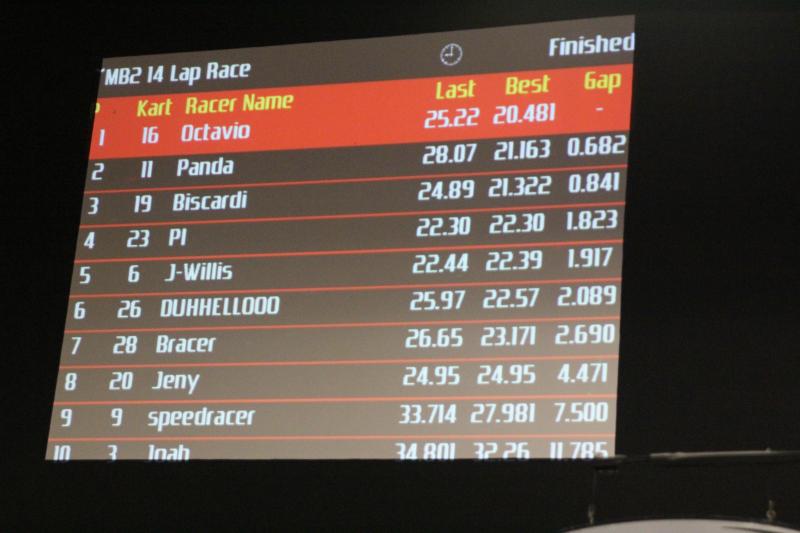 MB2 14 Lap Race Finished
P Kart Racer Name Last Best Gap
1 16 Octavio 25.22 20.481 -
2 11 Panda 28.07 21.163 0.682
3 19 Biscardi 24.89 21.322 0.841
4 23 PI 22.30 22.30 1.823
5 6 J-Willis 22.44 22.39 1.917
6 26 DUHHELLOOO 25.97 22.57 2.089
7 28 Bracer 26.65 23.171 2.690
8 20 Jeny 24.95 24.95 4.471
9 9 speedracer 33.714 27.981 7.500
10 3 34.801 32.26 11.785